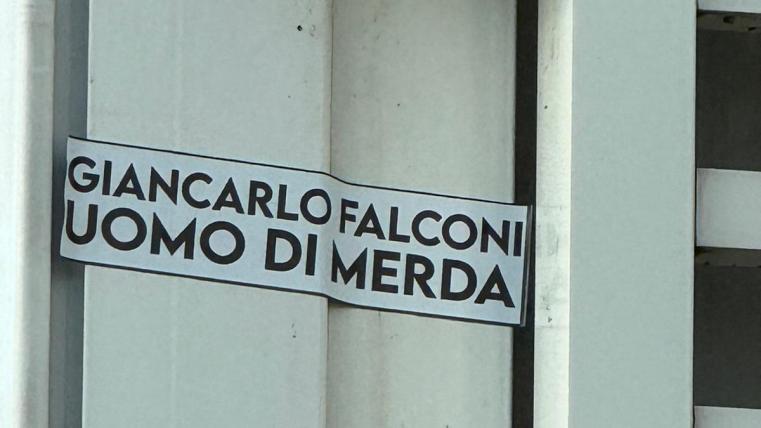 GIANCARLO FALCONI
UOMO DI MERDA